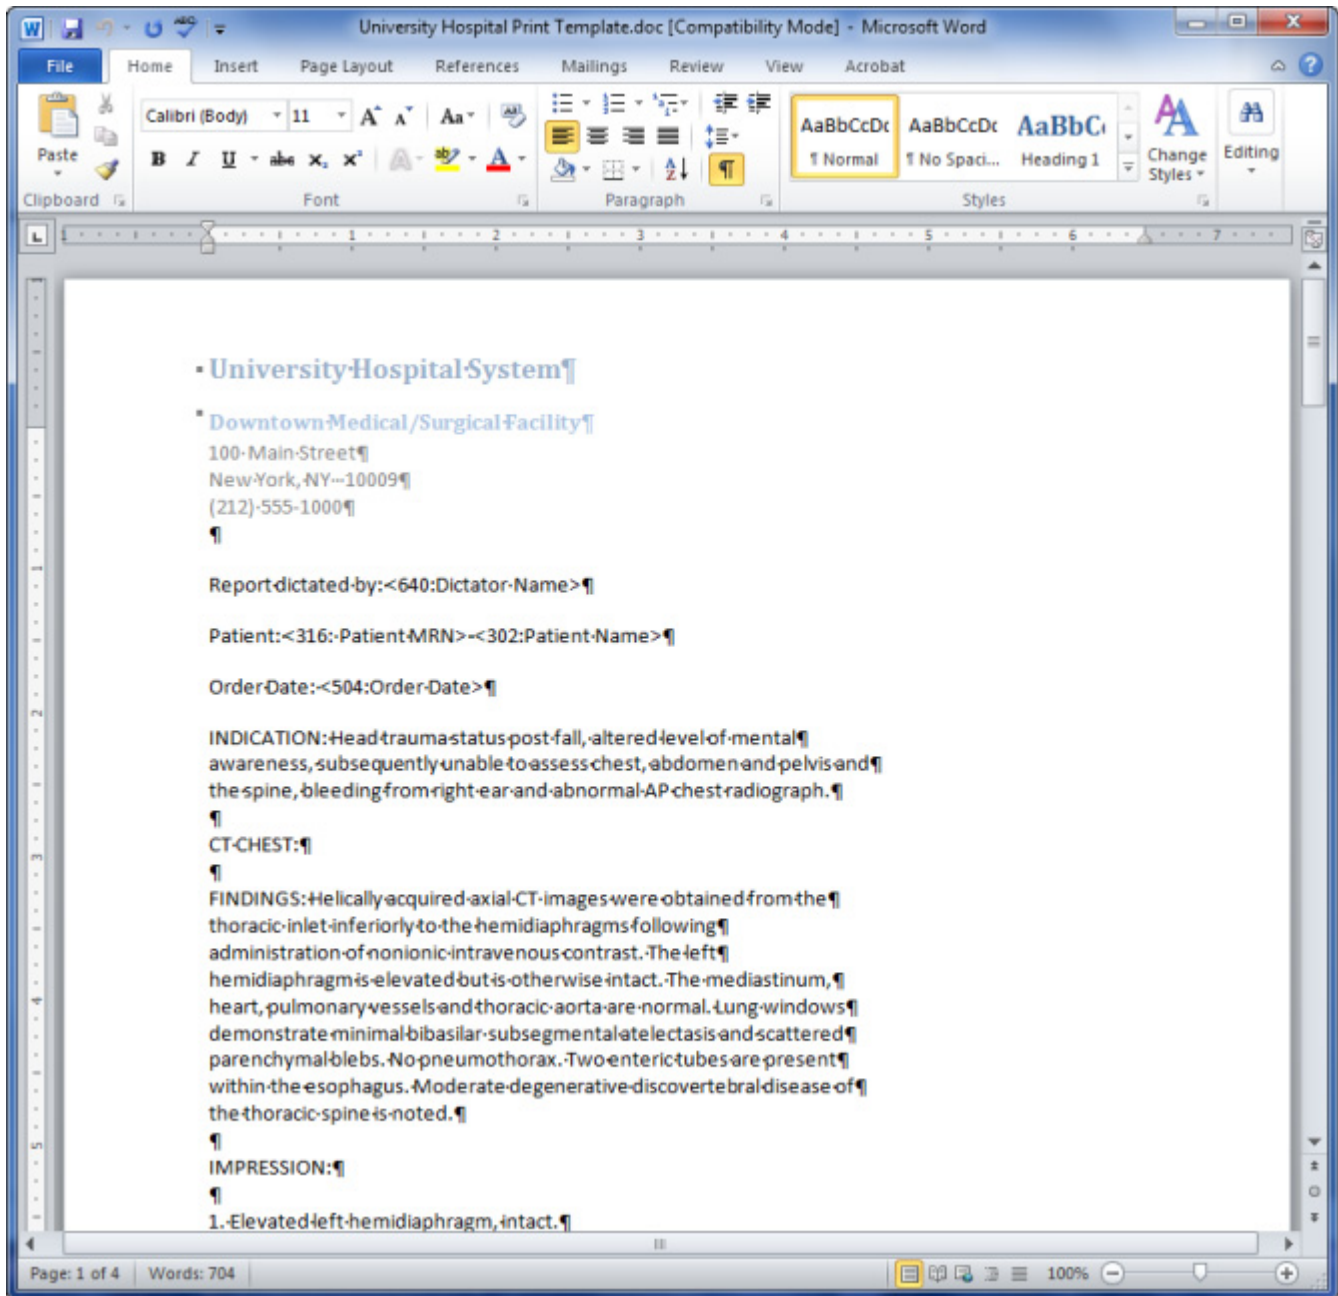 University Hospital Print Template.doc [Compatibility Mode] - Microsoft Word
File Home Insert Page Layout References Mailings Review View Acrobat
Calibri (Body) 11
AaBbCcDc AaBbCcDc AaBbC
Paste
¶ Normal ¶ No Spaci... Heading 1
Change Styles
Editing
Clipboard Font Paragraph Styles
1 1 2 3 4 5 6 7
University Hospital System¶
Downtown Medical/Surgical Facility¶
100 Main Street¶
New York, NY 10009¶
(212) 555-1000¶
¶
Report dictated by: <640:Dictator Name>¶
Patient: <316: Patient MRN>-<302:Patient Name>¶
Order Date: <504:Order Date>¶
INDICATION: Head trauma status post fall, altered level of mental¶
awareness, subsequently unable to assess chest, abdomen and pelvis and¶
the spine, bleeding from right ear and abnormal AP chest radiograph.¶
¶
CT CHEST:¶
¶
FINDINGS: Helically acquired axial CT images were obtained from the¶
thoracic inlet inferiorly to the hemidiaphragms following¶
administration of nonionic intravenous contrast. The left¶
hemidiaphragm is elevated but is otherwise intact. The mediastinum,¶
heart, pulmonary vessels and thoracic aorta are normal. Lung windows¶
demonstrate minimal bibasilar subsegmental atelectasis and scattered¶
parenchymal blebs. No pneumothorax. Two enteric tubes are present¶
within the esophagus. Moderate degenerative discovertebral disease of¶
the thoracic spine is noted.¶
¶
IMPRESSION:¶
¶
1. Elevated left hemidiaphragm, intact.¶
Page: 1 of 4 Words: 704 100%